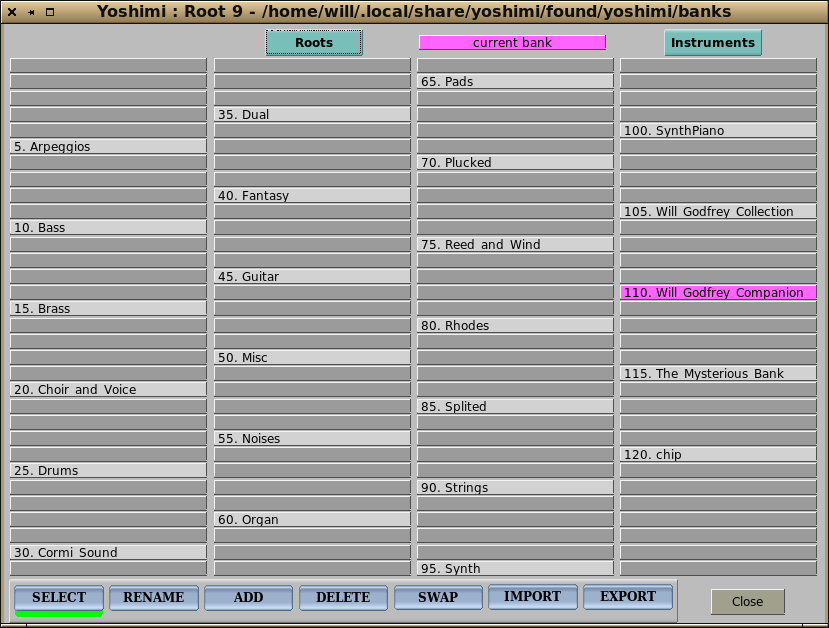 Yoshimi : Root 9 - /home/will/.local/share/yoshimi/found/yoshimi/banks
Roots
current bank
Instruments
5. Arpeggios
10. Bass
15. Brass
20. Choir and Voice
25. Drums
30. Cormi Sound
35. Dual
40. Fantasy
45. Guitar
50. Misc
55. Noises
60. Organ
65. Pads
70. Plucked
75. Reed and Wind
80. Rhodes
85. Splited
90. Strings
95. Synth
100. SynthPiano
105. Will Godfrey Collection
110. Will Godfrey Companion
115. The Mysterious Bank
120. chip
SELECT
RENAME
ADD
DELETE
SWAP
IMPORT
EXPORT
Close